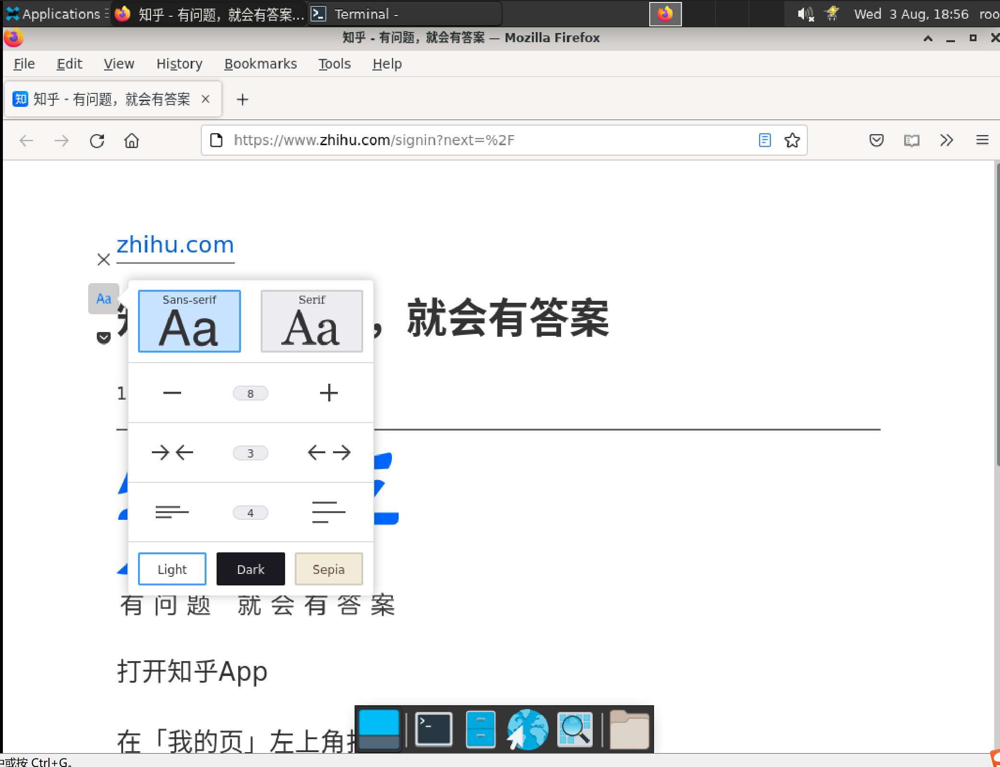 Applications
知乎 - 有问题，就会有答案...
Terminal -
Wed 3 Aug, 18:56
roo
知乎 - 有问题，就会有答案 — Mozilla Firefox
File Edit View History Bookmarks Tools Help
知 知乎 - 有问题，就会有答案
https://www.zhihu.com/signin?next=%2F
zhihu.com
Aa
，就会有答案
Sans-serif
Aa
Serif
Aa
1
8
3
4
Light Dark Sepia
有问题 就会有答案
打开知乎App
在「我的页」左上角
中或按 Ctrl+G。